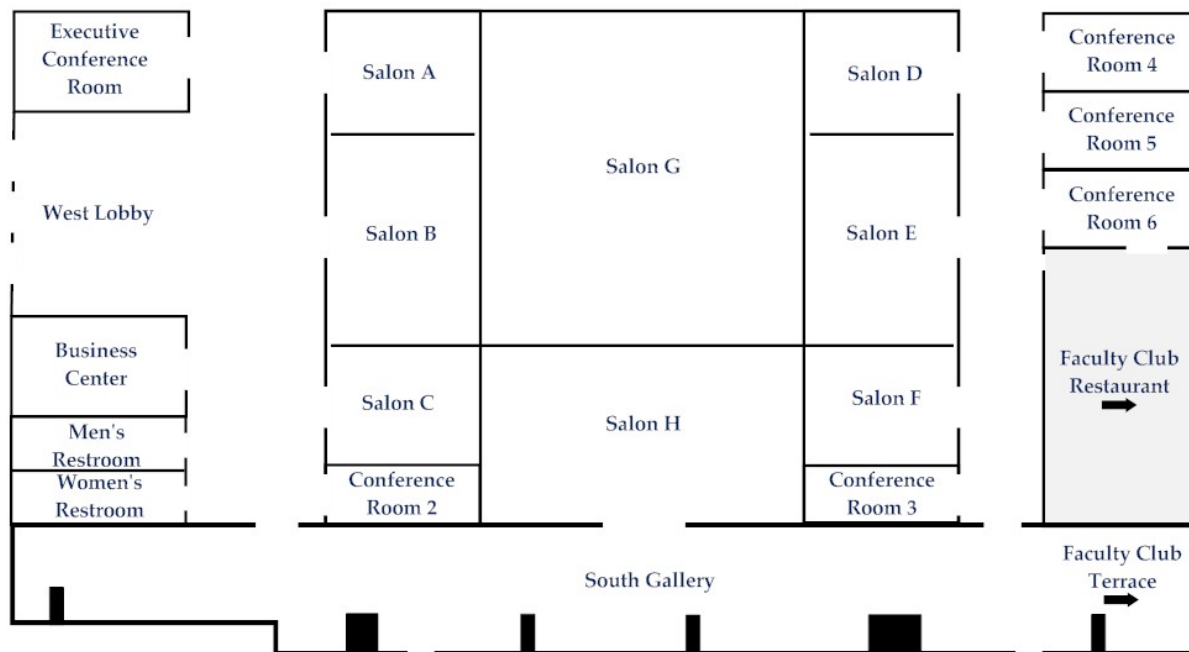 Executive
Conference
Room
Salon A
Salon D
Conference
Room 4
Conference
Room 5
Salon G
Conference
Room 6
West Lobby
Salon B
Salon E
Business
Center
Faculty Club
Restaurant
Salon C
Salon F
Salon H
Men's
Restroom
Women's
Restroom
Conference
Room 2
Conference
Room 3
South Gallery
Faculty Club
Terrace